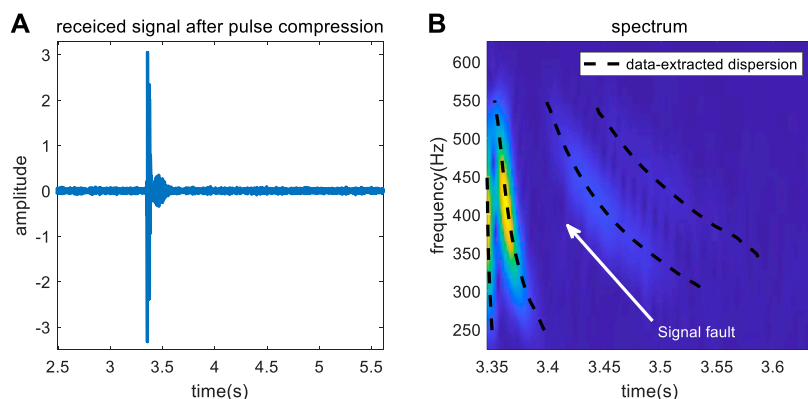 A
receiced signal after pulse compression
3
2
1
0
-1
-2
-3
amplitude
2.5 3 3.5 4 4.5 5 5.5
time(s)
B
spectrum
data-extracted dispersion
600
550
500
450
400
350
300
250
frequency(Hz)
Signal fault
3.35 3.4 3.45 3.5 3.55 3.6
time(s)